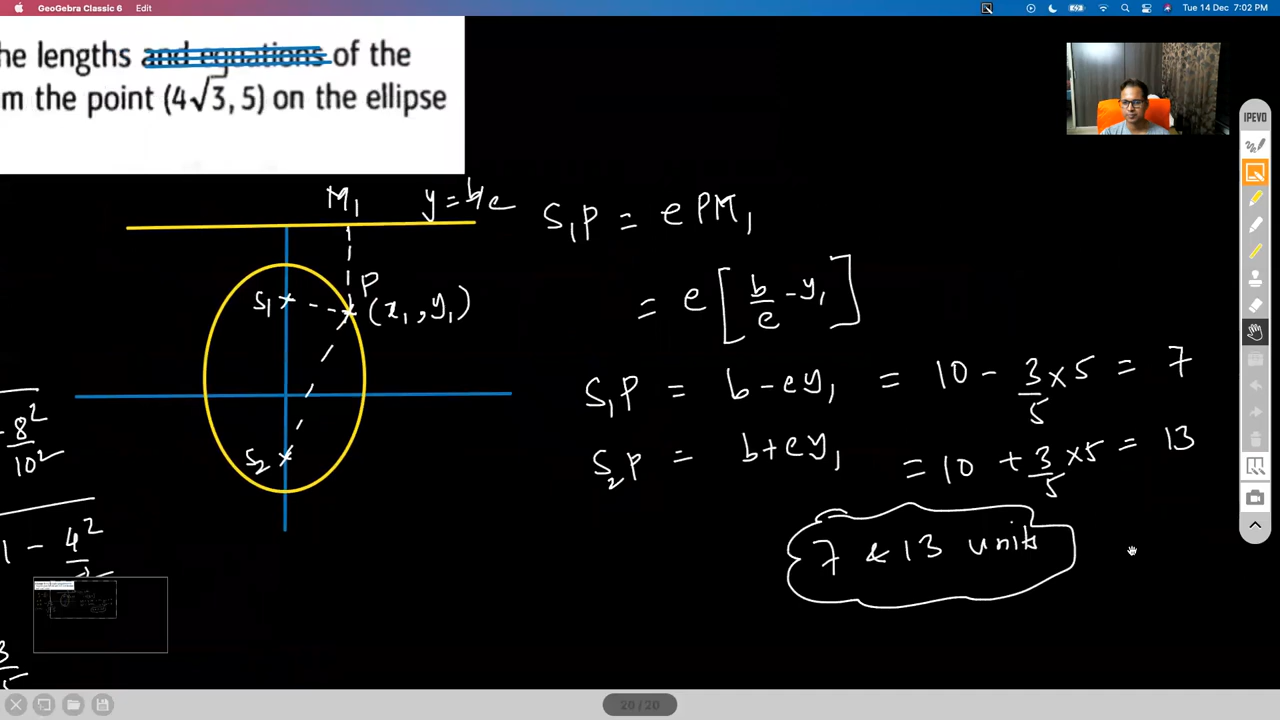 GeoGebra Classic 6 Edit Tue 14 Dec 7:02 PM
he lengths and equations of the
m the point (4√3, 5) on the ellipse
IPEVO
M₁ y = b/e
S₁P = e PM₁
P
S₁ (x₁, y₁)
= e [b/e - y₁]
S₁P = b - ey₁ = 10 - 3/5 × 5 = 7
8²/10²
S₂
S₂P = b + ey₁ = 10 + 3/5 × 5 = 13
1 - 4²
7 & 13 units
3/5
20 / 20